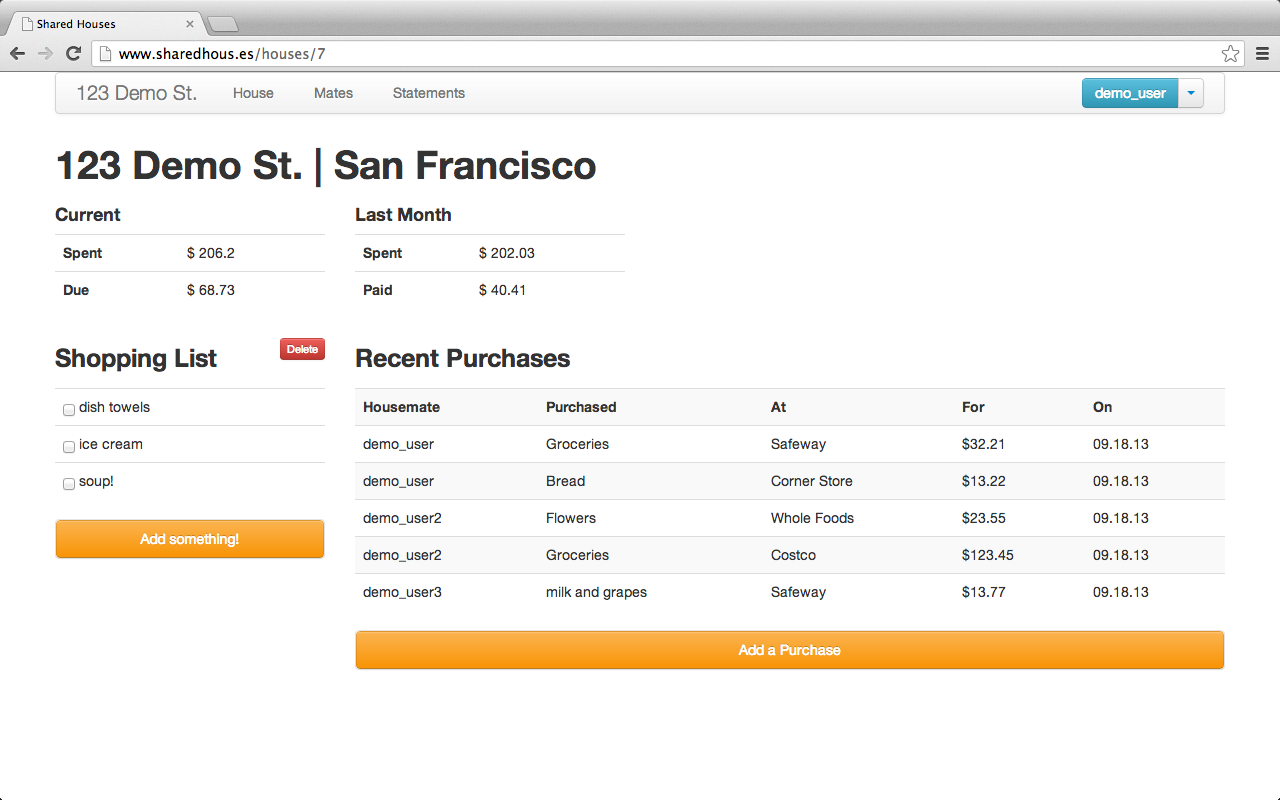 Shared Houses
www.sharedhous.es/houses/7
123 Demo St. House Mates Statements demo_user
123 Demo St. | San Francisco
Current Last Month
Spent $ 206.2 Spent $ 202.03
Due $ 68.73 Paid $ 40.41
Shopping List Delete
dish towels
ice cream
soup!
Add something!
Recent Purchases
Housemate Purchased At For On
demo_user Groceries Safeway $32.21 09.18.13
demo_user Bread Corner Store $13.22 09.18.13
demo_user2 Flowers Whole Foods $23.55 09.18.13
demo_user2 Groceries Costco $123.45 09.18.13
demo_user3 milk and grapes Safeway $13.77 09.18.13
Add a Purchase